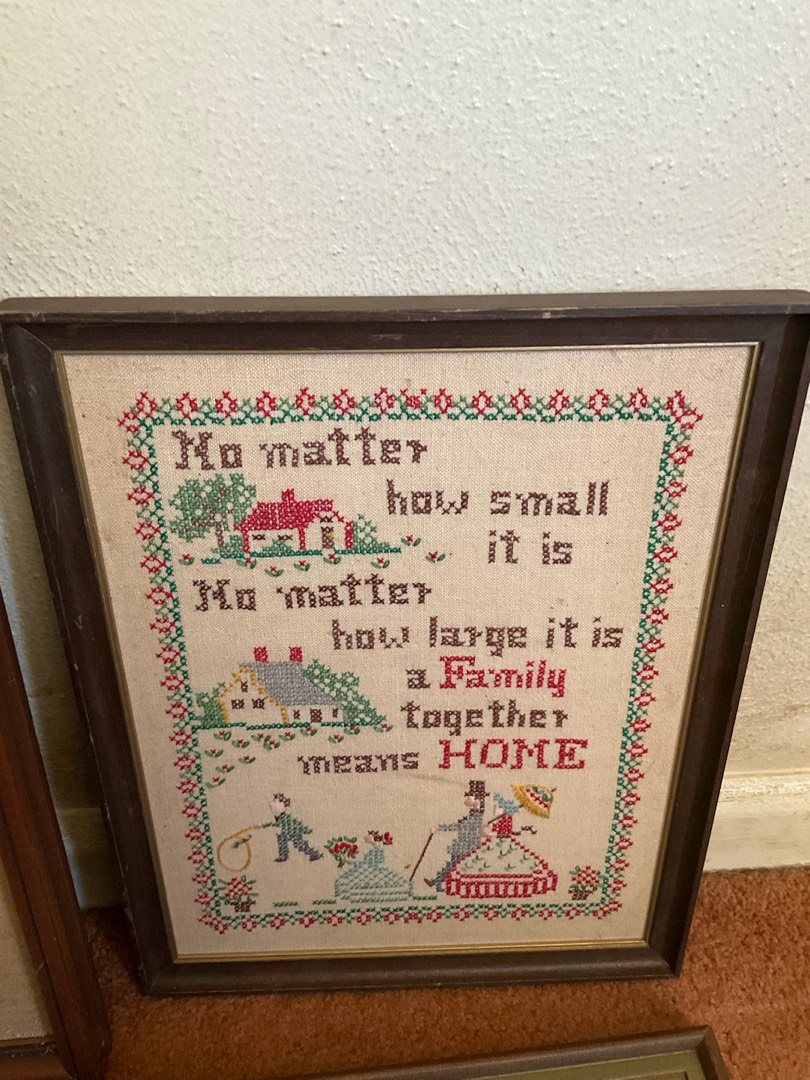 No matter
how small
it is
No matter
how large it is
a Family
together
means HOME